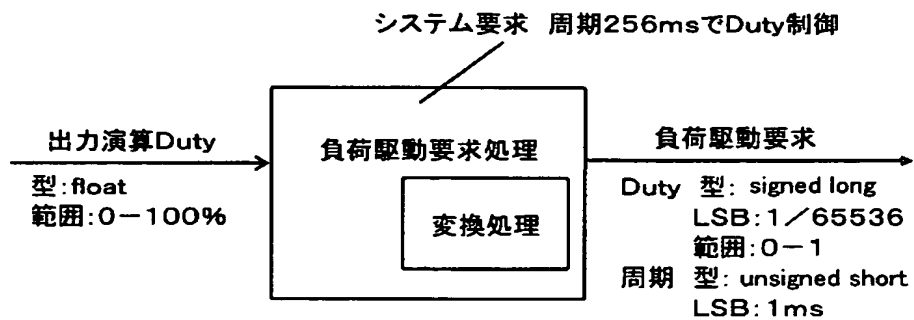 システム要求 周期256msでDuty制御
出力演算Duty
型:float
範囲:0-100%
負荷駆動要求処理
変換処理
負荷駆動要求
Duty 型: signed long
LSB:1/65536
範囲:0-1
周期 型: unsigned short
LSB:1ms